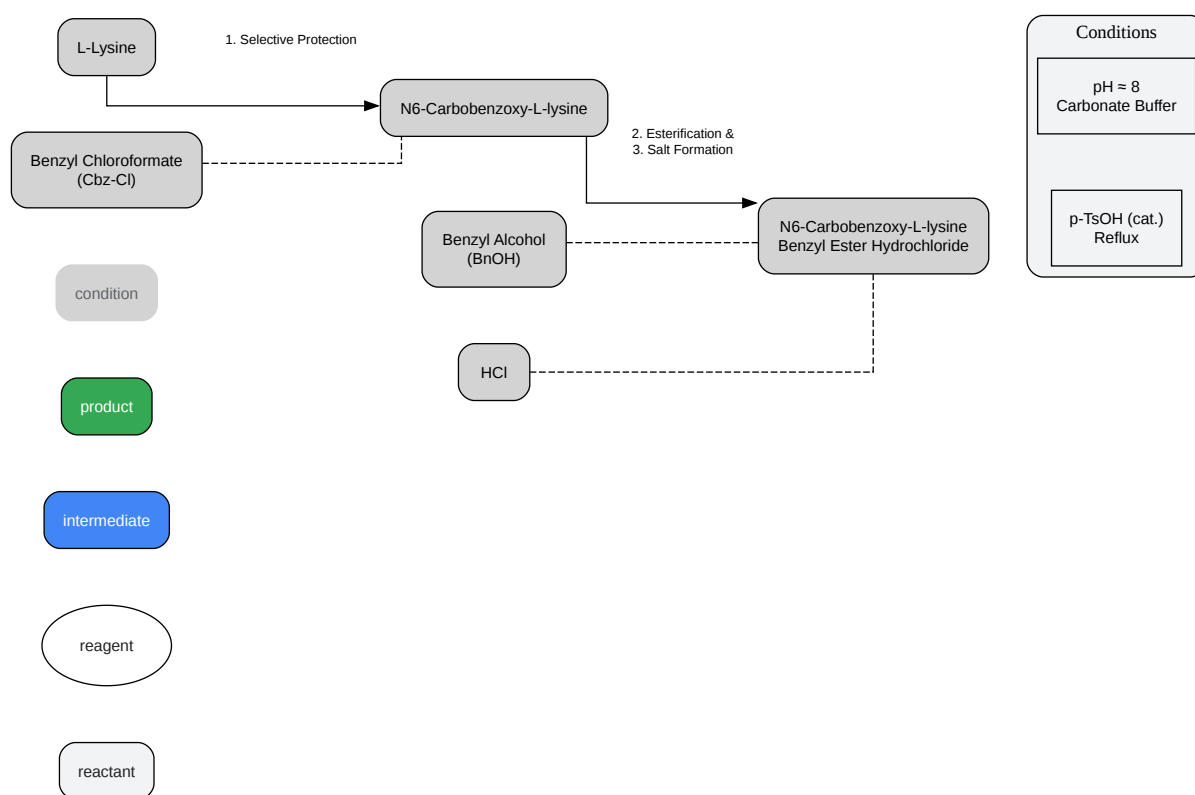 L-Lysine
1. Selective Protection
Conditions
pH ≈ 8
Carbonate Buffer
N6-Carbobenzoxy-L-lysine
2. Esterification &
3. Salt Formation
Benzyl Chloroformate
(Cbz-Cl)
p-TsOH (cat.)
Reflux
Benzyl Alcohol
(BnOH)
N6-Carbobenzoxy-L-lysine
Benzyl Ester Hydrochloride
condition
HCl
product
intermediate
reagent
reactant